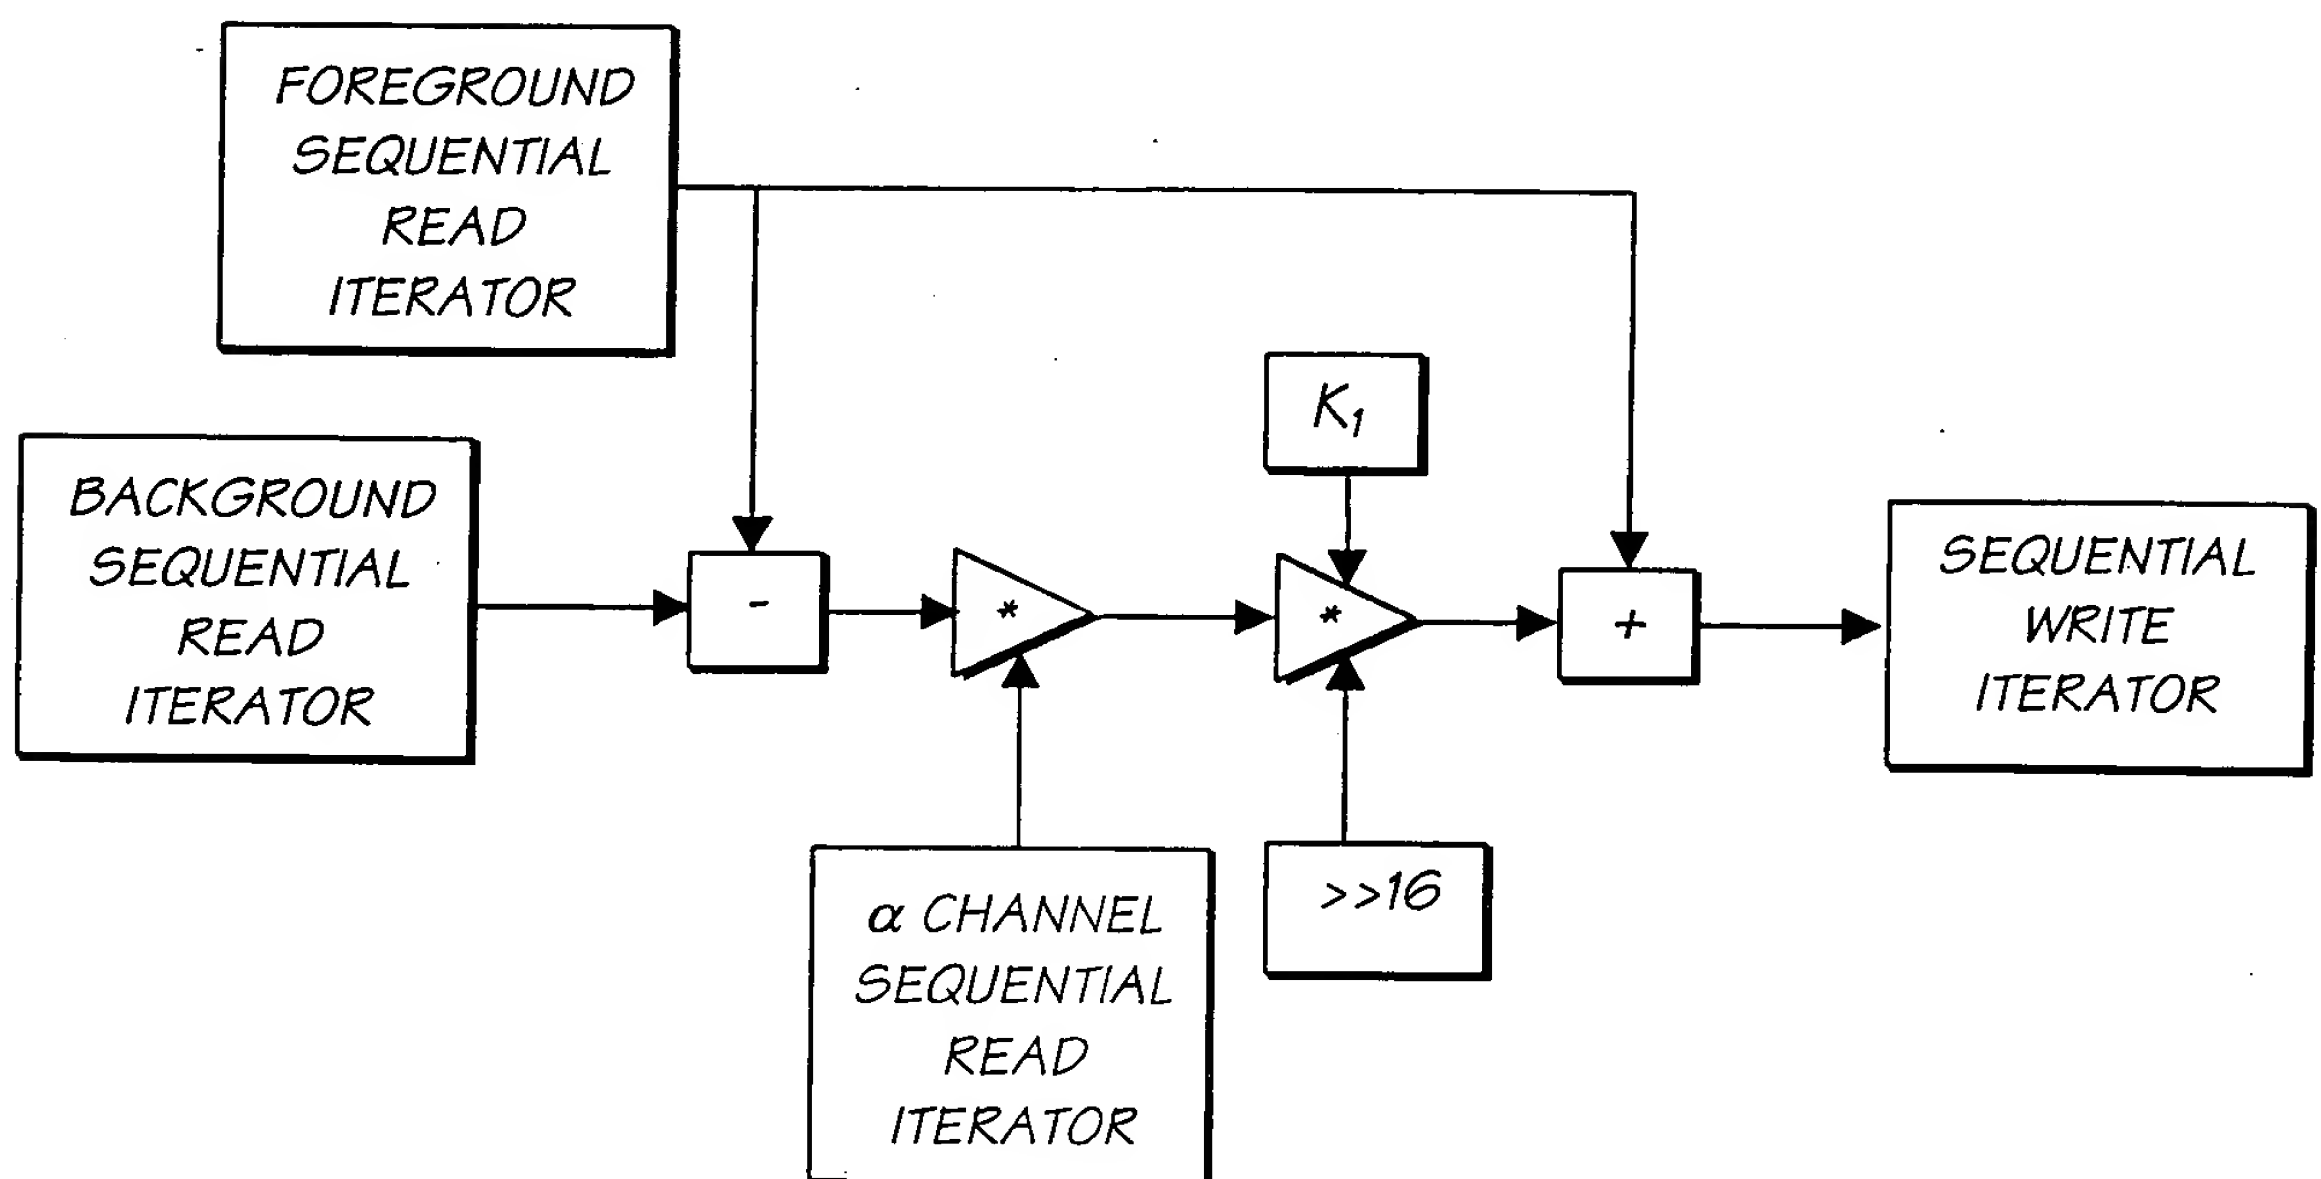 FOREGROUND
SEQUENTIAL
READ
ITERATOR
K₁
BACKGROUND
SEQUENTIAL
READ
ITERATOR
-
*
*
+
SEQUENTIAL
WRITE
ITERATOR
α CHANNEL
SEQUENTIAL
READ
ITERATOR
>>16